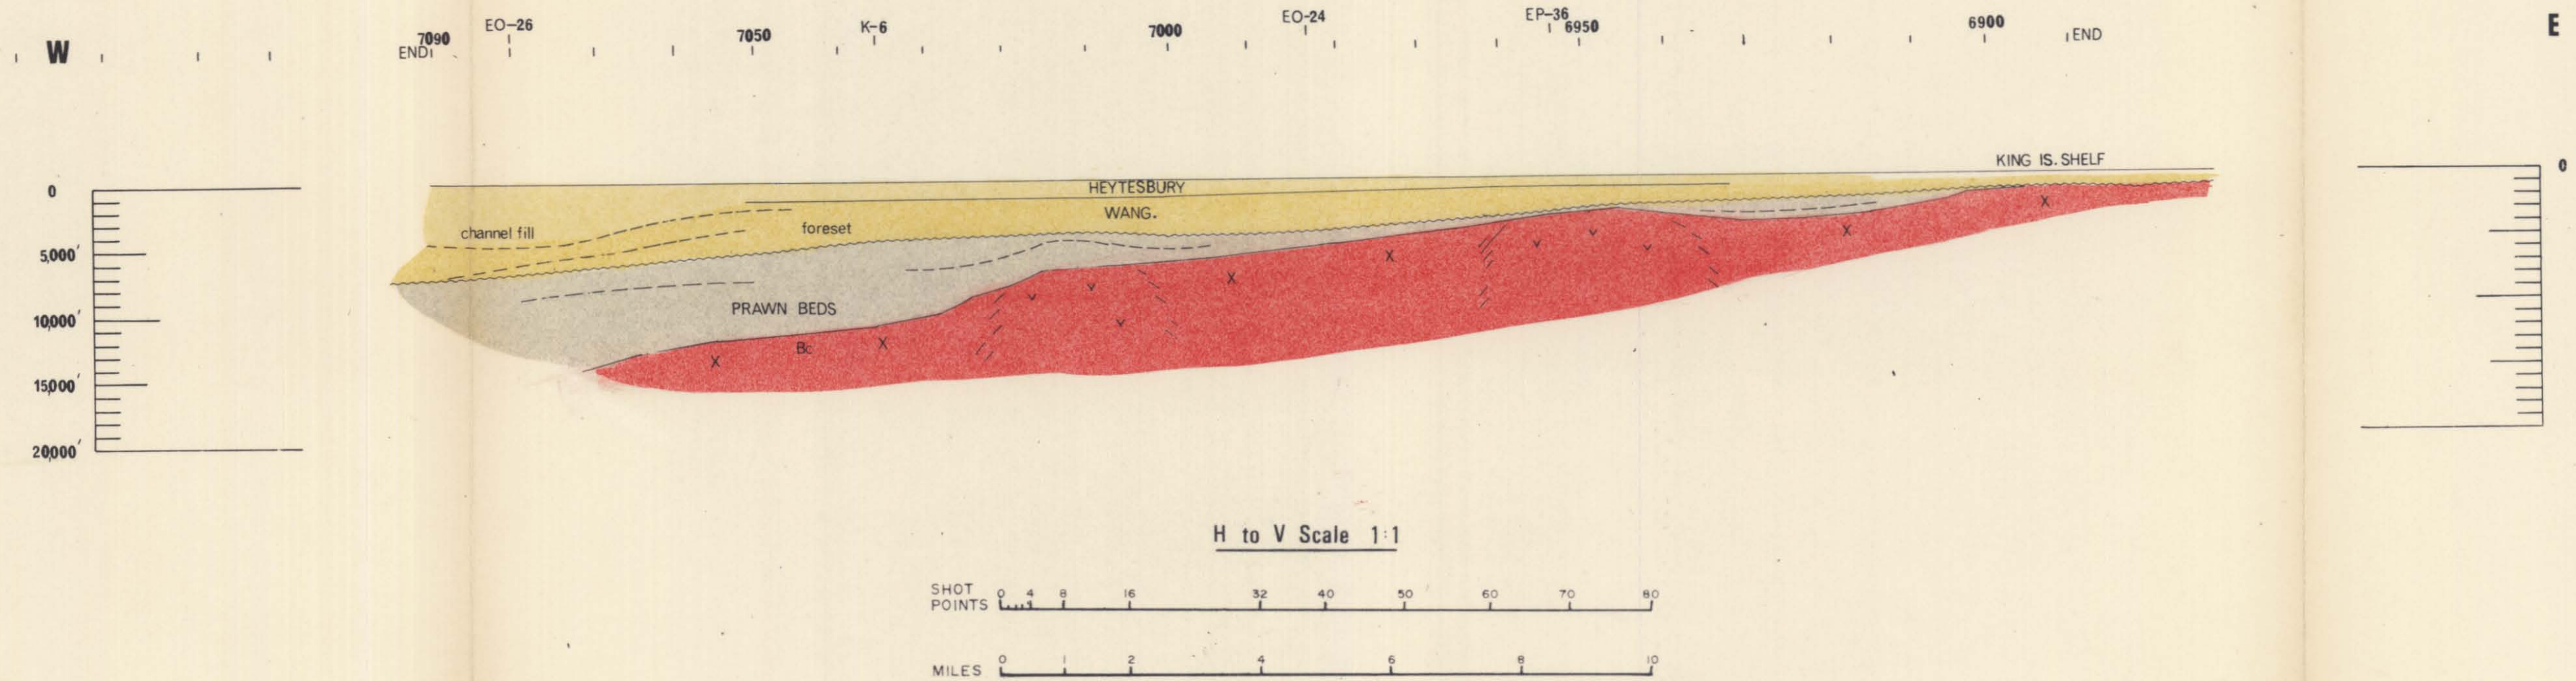 W
7090
END
EO-26
7050
K-6
7000
EO-24
EP-36
6950
6900
END
E
KING IS. SHELF
0
5,000'
10,000'
15,000'
20,000'
0
HEYTESBURY
WANG.
channel fill
foreset
PRAWN BEDS
Bc
H to V Scale 1:1
SHOT POINTS 0 4 8 16 32 40 50 60 70 80
MILES 0 1 2 4 6 8 10